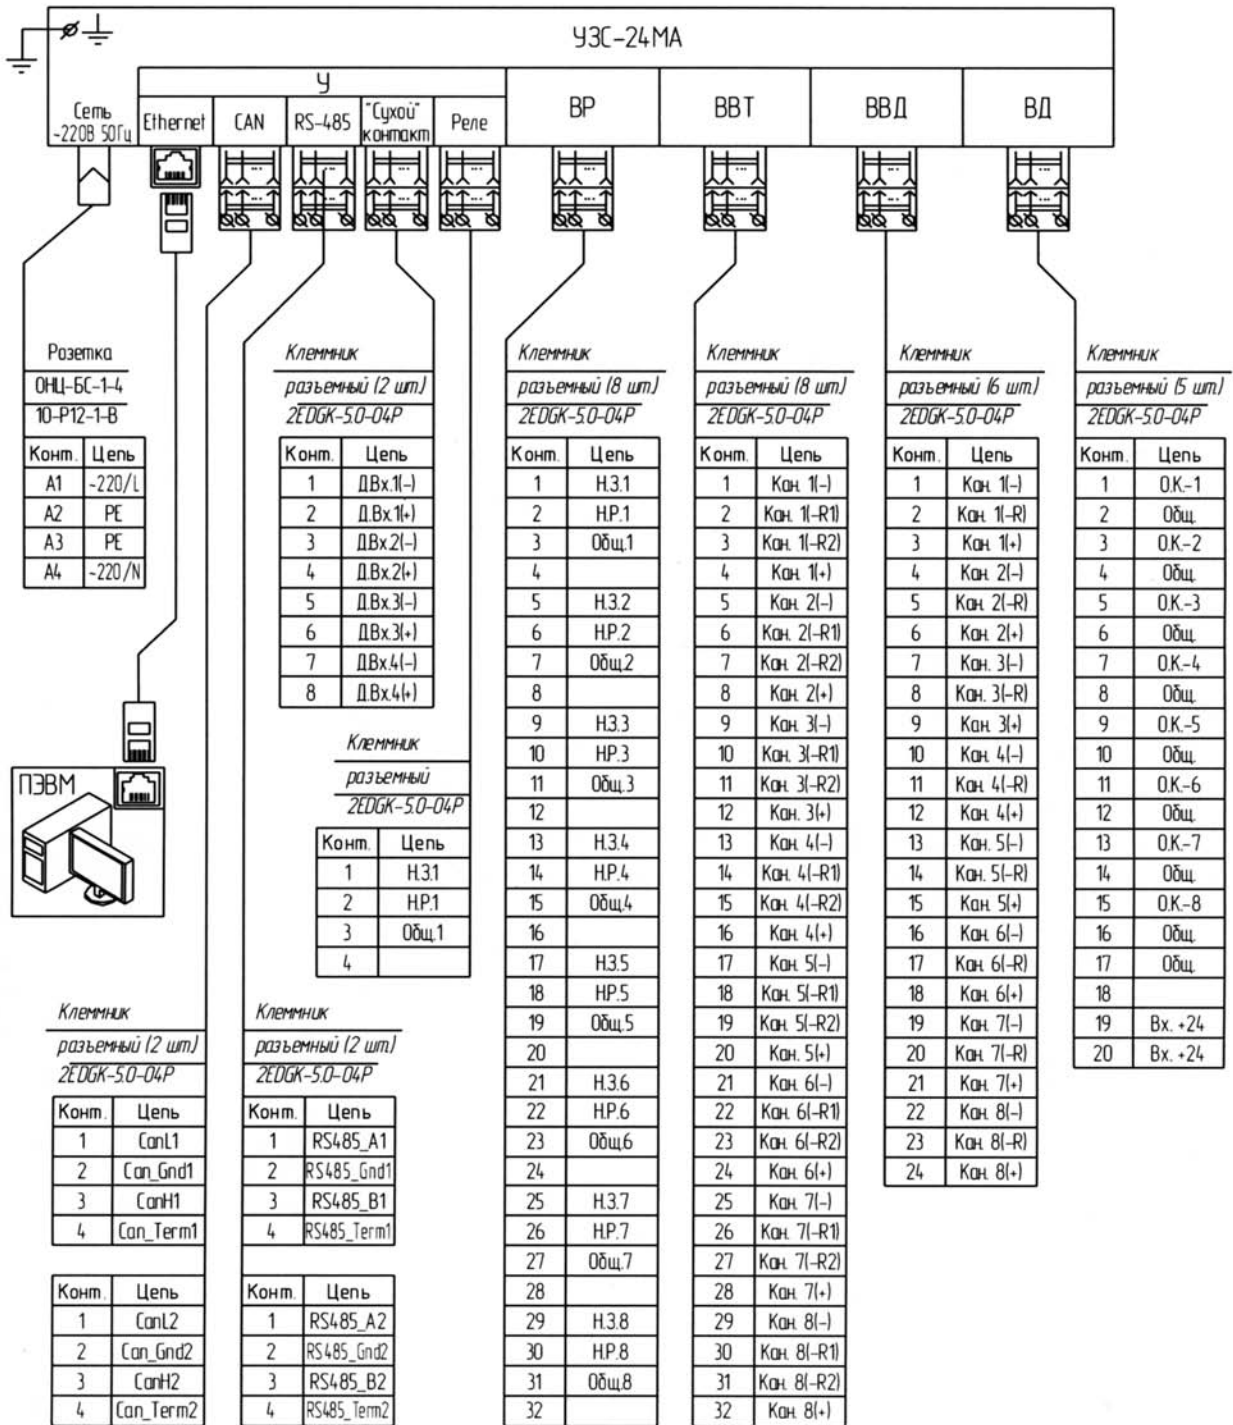 УЗС-24МА
У
Сеть
~220В 50Гц
Ethernet
CAN
RS-485
"Сухой"
контакт
Реле
ВР
ВВТ
ВВД
ВД
Розетка
ОНЦ-БС-1-4
10-Р12-1-В
Конт. Цепь
А1 ~220/L
А2 PE
А3 PE
А4 ~220/N
ПЭВМ
Клеммник
разъемный (2 шт.)
2EDGK-5.0-04P
Конт. Цепь
1 Д.Вх.1(-)
2 Д.Вх.1(+)
3 Д.Вх.2(-)
4 Д.Вх.2(+)
5 Д.Вх.3(-)
6 Д.Вх.3(+)
7 Д.Вх.4(-)
8 Д.Вх.4(+)
Клеммник
разъемный
2EDGK-5.0-04P
Конт. Цепь
1 Н.З.1
2 Н.Р.1
3 Общ.1
4
Клеммник
разъемный (2 шт.)
2EDGK-5.0-04P
Конт. Цепь
1 CanL1
2 Can_Gnd1
3 CanH1
4 Can_Term1
Конт. Цепь
1 CanL2
2 Can_Gnd2
3 CanH2
4 Can_Term2
Клеммник
разъемный (2 шт.)
2EDGK-5.0-04P
Конт. Цепь
1 RS485_A1
2 RS485_Gnd1
3 RS485_B1
4 RS485_Term1
Конт. Цепь
1 RS485_A2
2 RS485_Gnd2
3 RS485_B2
4 RS485_Term2
Клеммник
разъемный (8 шт.)
2EDGK-5.0-04P
Конт. Цепь
1 Н.З.1
2 Н.Р.1
3 Общ.1
4
5 Н.З.2
6 Н.Р.2
7 Общ.2
8
9 Н.З.3
10 Н.Р.3
11 Общ.3
12
13 Н.З.4
14 Н.Р.4
15 Общ.4
16
17 Н.З.5
18 Н.Р.5
19 Общ.5
20
21 Н.З.6
22 Н.Р.6
23 Общ.6
24
25 Н.З.7
26 Н.Р.7
27 Общ.7
28
29 Н.З.8
30 Н.Р.8
31 Общ.8
32
Клеммник
разъемный (8 шт.)
2EDGK-5.0-04P
Конт. Цепь
1 Кан. 1(-)
2 Кан. 1(-R1)
3 Кан. 1(-R2)
4 Кан. 1(+)
5 Кан. 2(-)
6 Кан. 2(-R1)
7 Кан. 2(-R2)
8 Кан. 2(+)
9 Кан. 3(-)
10 Кан. 3(-R1)
11 Кан. 3(-R2)
12 Кан. 3(+)
13 Кан. 4(-)
14 Кан. 4(-R1)
15 Кан. 4(-R2)
16 Кан. 4(+)
17 Кан. 5(-)
18 Кан. 5(-R1)
19 Кан. 5(-R2)
20 Кан. 5(+)
21 Кан. 6(-)
22 Кан. 6(-R1)
23 Кан. 6(-R2)
24 Кан. 6(+)
25 Кан. 7(-)
26 Кан. 7(-R1)
27 Кан. 7(-R2)
28 Кан. 7(+)
29 Кан. 8(-)
30 Кан. 8(-R1)
31 Кан. 8(-R2)
32 Кан. 8(+)
Клеммник
разъемный (6 шт.)
2EDGK-5.0-04P
Конт. Цепь
1 Кан. 1(-)
2 Кан. 1(-R)
3 Кан. 1(+)
4 Кан. 2(-)
5 Кан. 2(-R)
6 Кан. 2(+)
7 Кан. 3(-)
8 Кан. 3(-R)
9 Кан. 3(+)
10 Кан. 4(-)
11 Кан. 4(-R)
12 Кан. 4(+)
13 Кан. 5(-)
14 Кан. 5(-R)
15 Кан. 5(+)
16 Кан. 6(-)
17 Кан. 6(-R)
18 Кан. 6(+)
19 Кан. 7(-)
20 Кан. 7(-R)
21 Кан. 7(+)
22 Кан. 8(-)
23 Кан. 8(-R)
24 Кан. 8(+)
Клеммник
разъемный (5 шт.)
2EDGK-5.0-04P
Конт. Цепь
1 О.К.-1
2 Общ.
3 О.К.-2
4 Общ.
5 О.К.-3
6 Общ.
7 О.К.-4
8 Общ.
9 О.К.-5
10 Общ.
11 О.К.-6
12 Общ.
13 О.К.-7
14 Общ.
15 О.К.-8
16 Общ.
17 Общ.
18
19 Вх. +24
20 Вх. +24